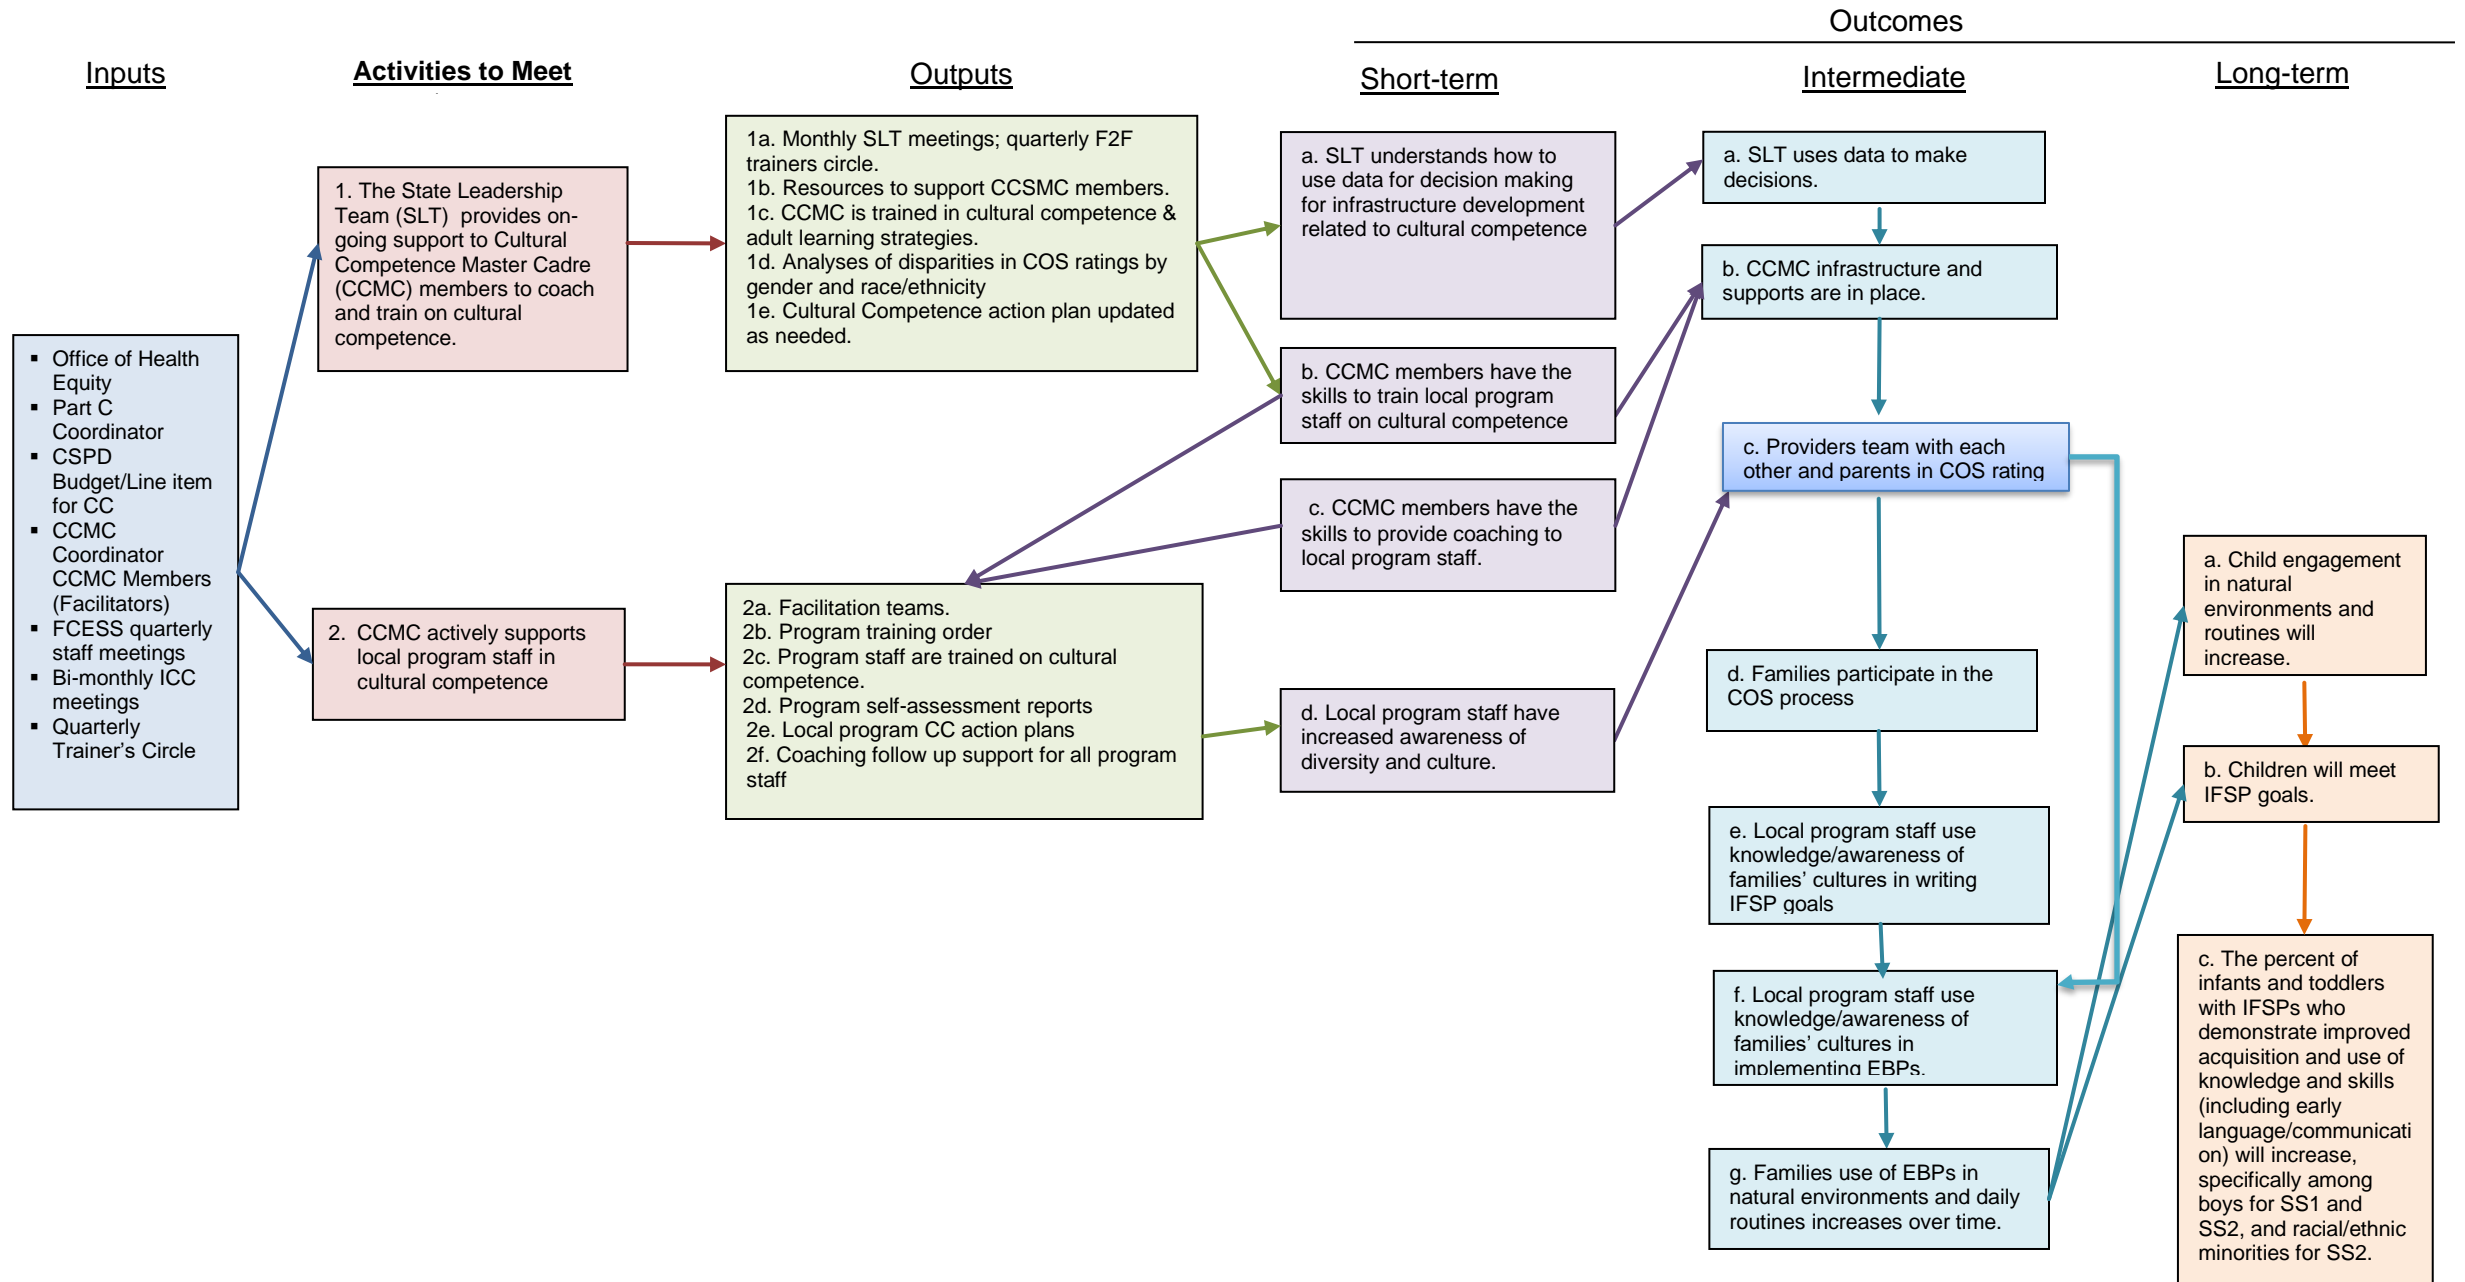 Outcomes
Inputs
Activities to Meet
Outputs
Short-term
Intermediate
Long-term
▪ Office of Health
Equity
▪ Part C
Coordinator
▪ CSPD
Budget/Line item
for CC
▪ CCMC
Coordinator
CCMC Members
(Facilitators)
▪ FCESS quarterly
staff meetings
▪ Bi-monthly ICC
meetings
▪ Quarterly
Trainer’s Circle
1. The State Leadership
Team (SLT) provides on-
going support to Cultural
Competence Master Cadre
(CCMC) members to coach
and train on cultural
competence.
2. CCMC actively supports
local program staff in
cultural competence
1a. Monthly SLT meetings; quarterly F2F
trainers circle.
1b. Resources to support CCSMC members.
1c. CCMC is trained in cultural competence &
adult learning strategies.
1d. Analyses of disparities in COS ratings by
gender and race/ethnicity
1e. Cultural Competence action plan updated
as needed.
2a. Facilitation teams.
2b. Program training order
2c. Program staff are trained on cultural
competence.
2d. Program self-assessment reports
2e. Local program CC action plans
2f. Coaching follow up support for all program
staff
a. SLT understands how to
use data for decision making
for infrastructure development
related to cultural competence
b. CCMC members have the
skills to train local program
staff on cultural competence
c. CCMC members have the
skills to provide coaching to
local program staff.
d. Local program staff have
increased awareness of
diversity and culture.
a. SLT uses data to make
decisions.
b. CCMC infrastructure and
supports are in place.
c. Providers team with each
other and parents in COS rating
d. Families participate in the
COS process
e. Local program staff use
knowledge/awareness of
families’ cultures in writing
IFSP goals
f. Local program staff use
knowledge/awareness of
families’ cultures in
implementing EBPs.
g. Families use of EBPs in
natural environments and daily
routines increases over time.
a. Child engagement
in natural
environments and
routines will
increase.
b. Children will meet
IFSP goals.
c. The percent of
infants and toddlers
with IFSPs who
demonstrate improved
acquisition and use of
knowledge and skills
(including early
language/communicati
on) will increase,
specifically among
boys for SS1 and
SS2, and racial/ethnic
minorities for SS2.